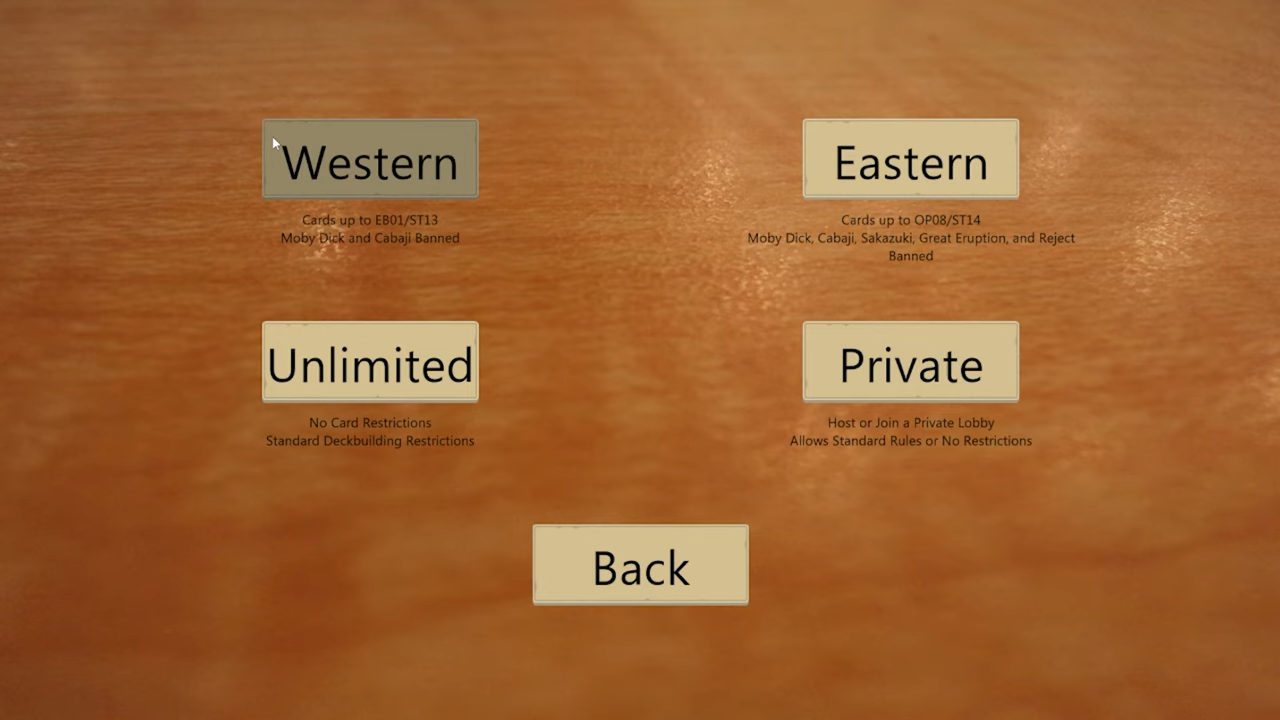 Western
Cards up to EB01/ST13
Moby Dick and Cabaji Banned
Eastern
Cards up to OP08/ST14
Moby Dick, Cabaji, Sakazuki, Great Eruption, and Reject
Banned
Unlimited
No Card Restrictions
Standard Deckbuilding Restrictions
Private
Host or Join a Private Lobby
Allows Standard Rules or No Restrictions
Back